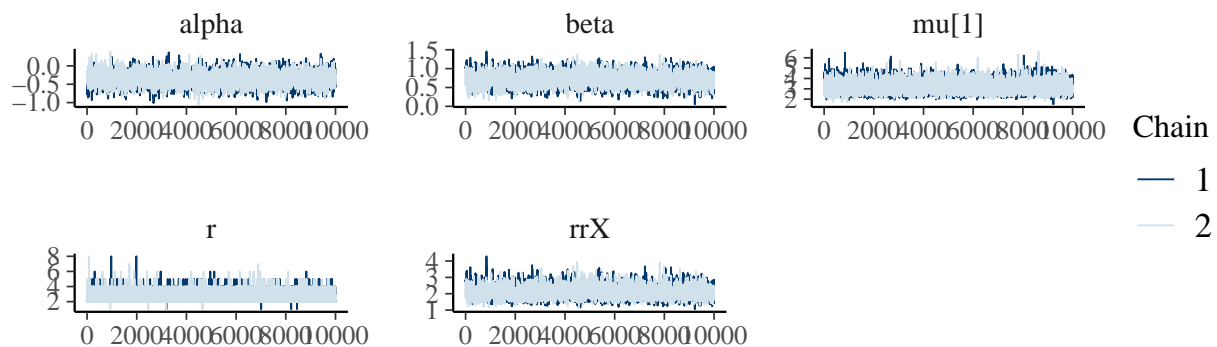 alpha beta mu[1]
0.0 −0.5 −1.0 1.5 1.0 0.5 0.0 6 5 4 3 2
0 2000 4000 6000 8000 10000 0 2000 4000 6000 8000 10000 0 2000 4000 6000 8000 10000
Chain
1
2
r rrX
8 6 4 2 4 3 2 1
0 2000 4000 6000 8000 10000 0 2000 4000 6000 8000 10000